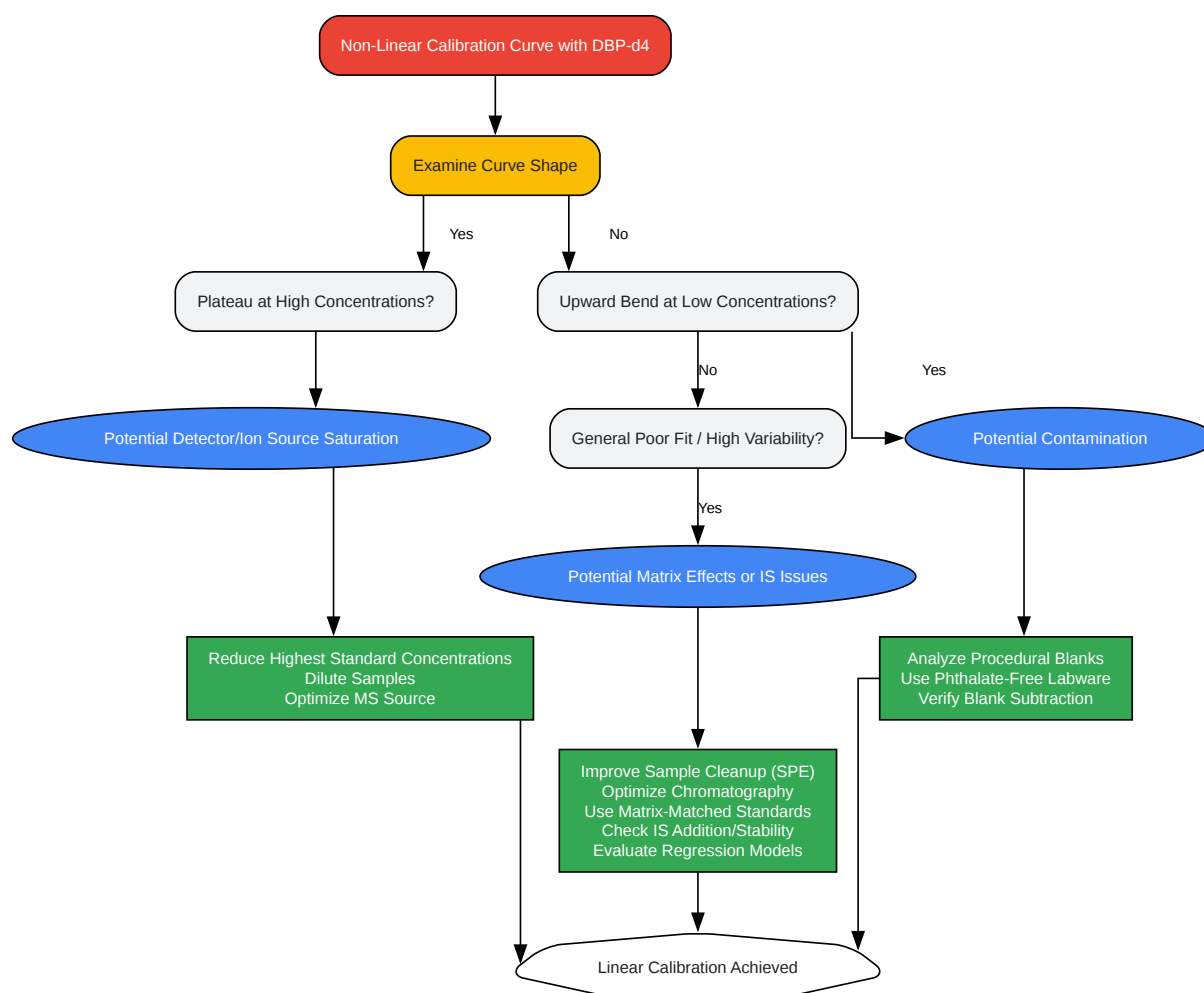 Non-Linear Calibration Curve with DBP-d4
Examine Curve Shape
Yes
No
Plateau at High Concentrations?
Upward Bend at Low Concentrations?
No
Yes
Potential Detector/Ion Source Saturation
General Poor Fit / High Variability?
Potential Contamination
Yes
Potential Matrix Effects or IS Issues
Reduce Highest Standard Concentrations
Dilute Samples
Optimize MS Source
Analyze Procedural Blanks
Use Phthalate-Free Labware
Verify Blank Subtraction
Improve Sample Cleanup (SPE)
Optimize Chromatography
Use Matrix-Matched Standards
Check IS Addition/Stability
Evaluate Regression Models
Linear Calibration Achieved